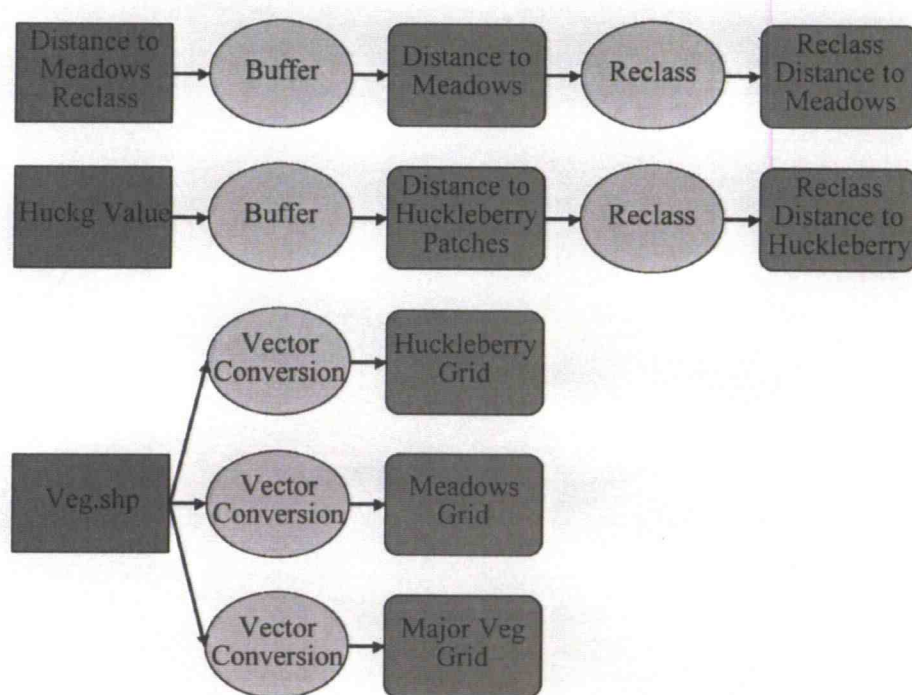 Distance to
Meadows
Reclass
Buffer
Distance to
Meadows
Reclass
Reclass
Distance to
Meadows
Huckg Value
Buffer
Distance to
Huckleberry
Patches
Reclass
Reclass
Distance to
Huckleberry
Vector
Conversion
Huckleberry
Grid
Veg.shp
Vector
Conversion
Meadows
Grid
Vector
Conversion
Major Veg
Grid